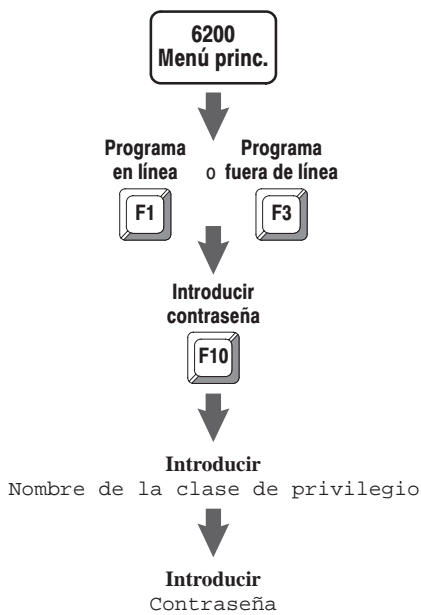 6200
Menú princ.
Programa
en línea
o
Programa
fuera de línea
F1
F3
Introducir
contraseña
F10
Introducir
Nombre de la clase de privilegio
Introducir
Contraseña